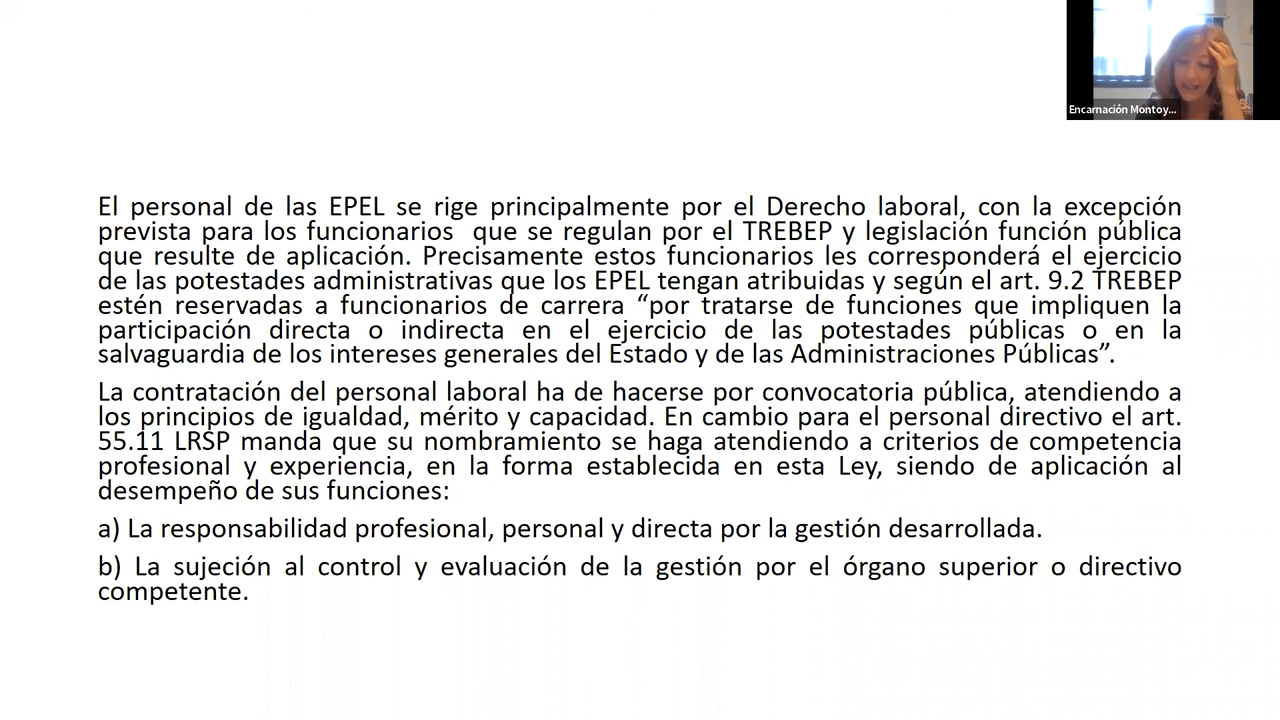 Encarnación Montoy...
El personal de las EPEL se rige principalmente por el Derecho laboral, con la excepción
prevista para los funcionarios que se regulan por el TREBEP y legislación función pública
que resulte de aplicación. Precisamente estos funcionarios les corresponderá el ejercicio
de las potestades administrativas que los EPEL tengan atribuidas y según el art. 9.2 TREBEP
estén reservadas a funcionarios de carrera “por tratarse de funciones que impliquen la
participación directa o indirecta en el ejercicio de las potestades públicas o en la
salvaguardia de los intereses generales del Estado y de las Administraciones Públicas”.
La contratación del personal laboral ha de hacerse por convocatoria pública, atendiendo a
los principios de igualdad, mérito y capacidad. En cambio para el personal directivo el art.
55.11 LRSP manda que su nombramiento se haga atendiendo a criterios de competencia
profesional y experiencia, en la forma establecida en esta Ley, siendo de aplicación al
desempeño de sus funciones:
a) La responsabilidad profesional, personal y directa por la gestión desarrollada.
b) La sujeción al control y evaluación de la gestión por el órgano superior o directivo
competente.